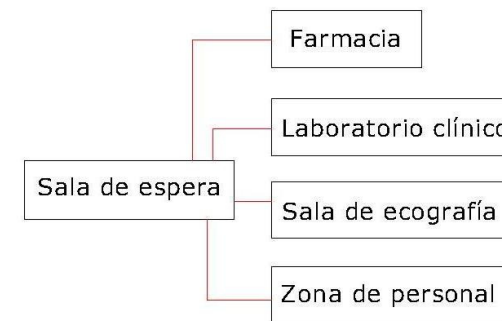 Farmacia
Laboratorio clínico
Sala de espera
Sala de ecografía
Zona de personal